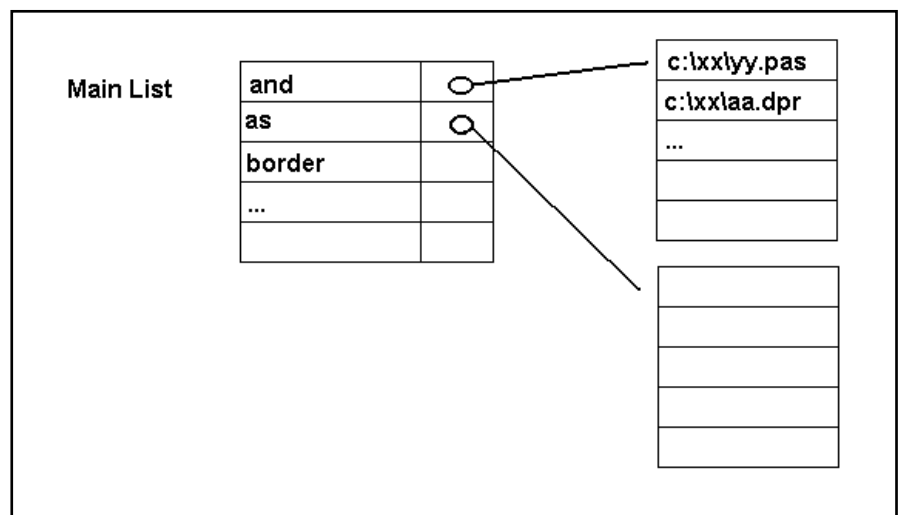 Main List
and
as
border
...
c:\xx\yy.pas
c:\xx\aa.dpr
...